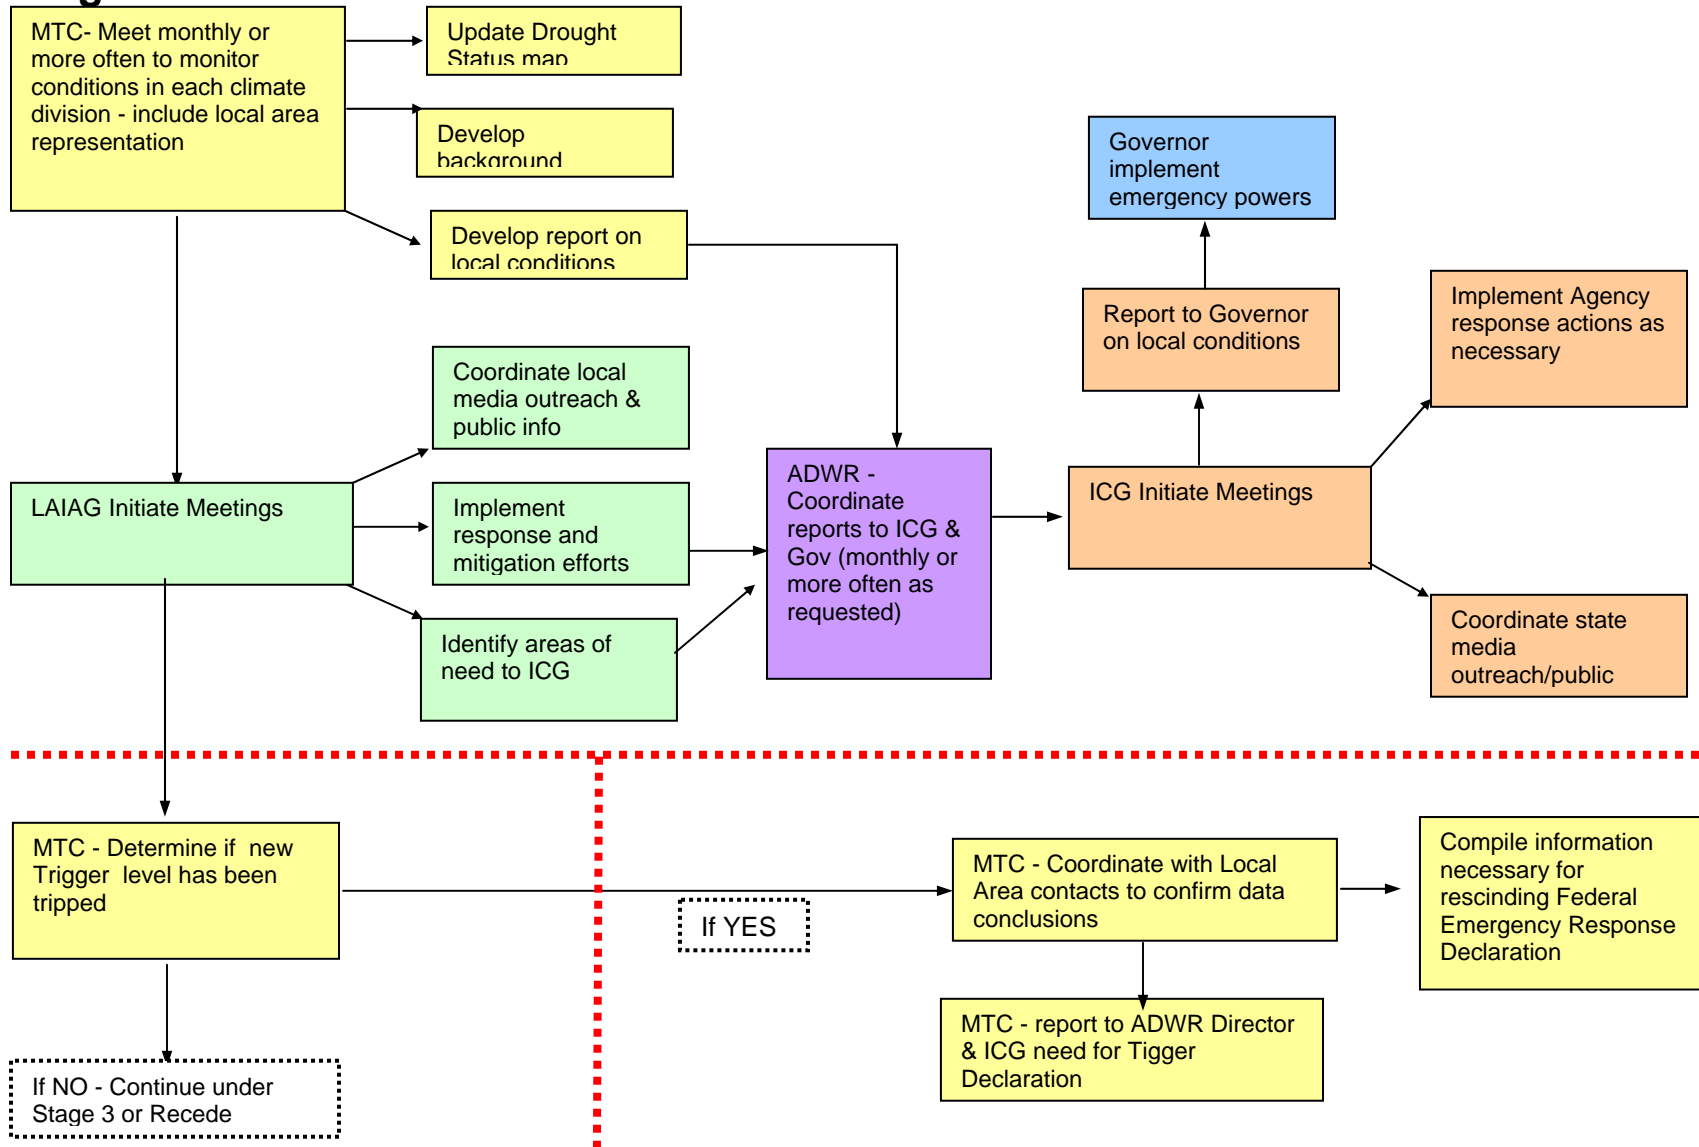 MTC- Meet monthly or
more often to monitor
conditions in each climate
division - include local area
representation
Update Drought
Status map
Develop
background
Develop report on
local conditions
Governor
implement
emergency powers
Report to Governor
on local conditions
Implement Agency
response actions as
necessary
Coordinate local
media outreach &
public info
LAIAG Initiate Meetings
Implement
response and
mitigation efforts
Identify areas of
need to ICG
ADWR -
Coordinate
reports to ICG &
Gov (monthly or
more often as
requested)
ICG Initiate Meetings
Coordinate state
media
outreach/public
MTC - Determine if  new
Trigger  level has been
tripped
If YES
MTC - Coordinate with Local
Area contacts to confirm data
conclusions
Compile information
necessary for
rescinding Federal
Emergency Response
Declaration
MTC - report to ADWR Director
& ICG need for Tigger
Declaration
If NO - Continue under
Stage 3 or Recede